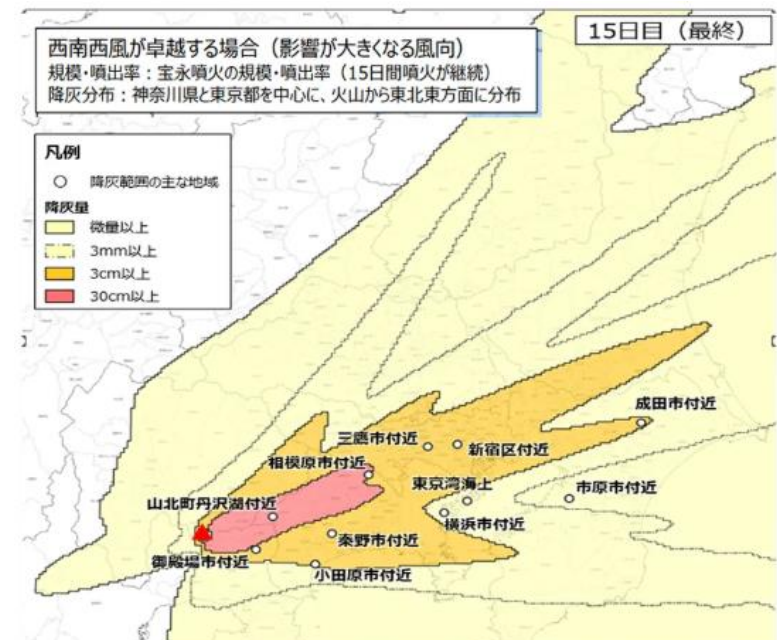 15日目（最終）
西南西風が卓越する場合（影響が大きくなる風向）
規模・噴出率：宝永噴火の規模・噴出率（15日間噴火が継続）
降灰分布：神奈川県と東京都を中心に、火山から東北東方面に分布
凡例
降灰範囲の主な地域
降灰量
微量以上
3mm以上
3cm以上
30cm以上
成田市付近
三鷹市付近
新宿区付近
相模原市付近
東京湾海上
市原市付近
山北町丹沢湖付近
横浜市付近
秦野市付近
御殿場市付近
小田原市付近